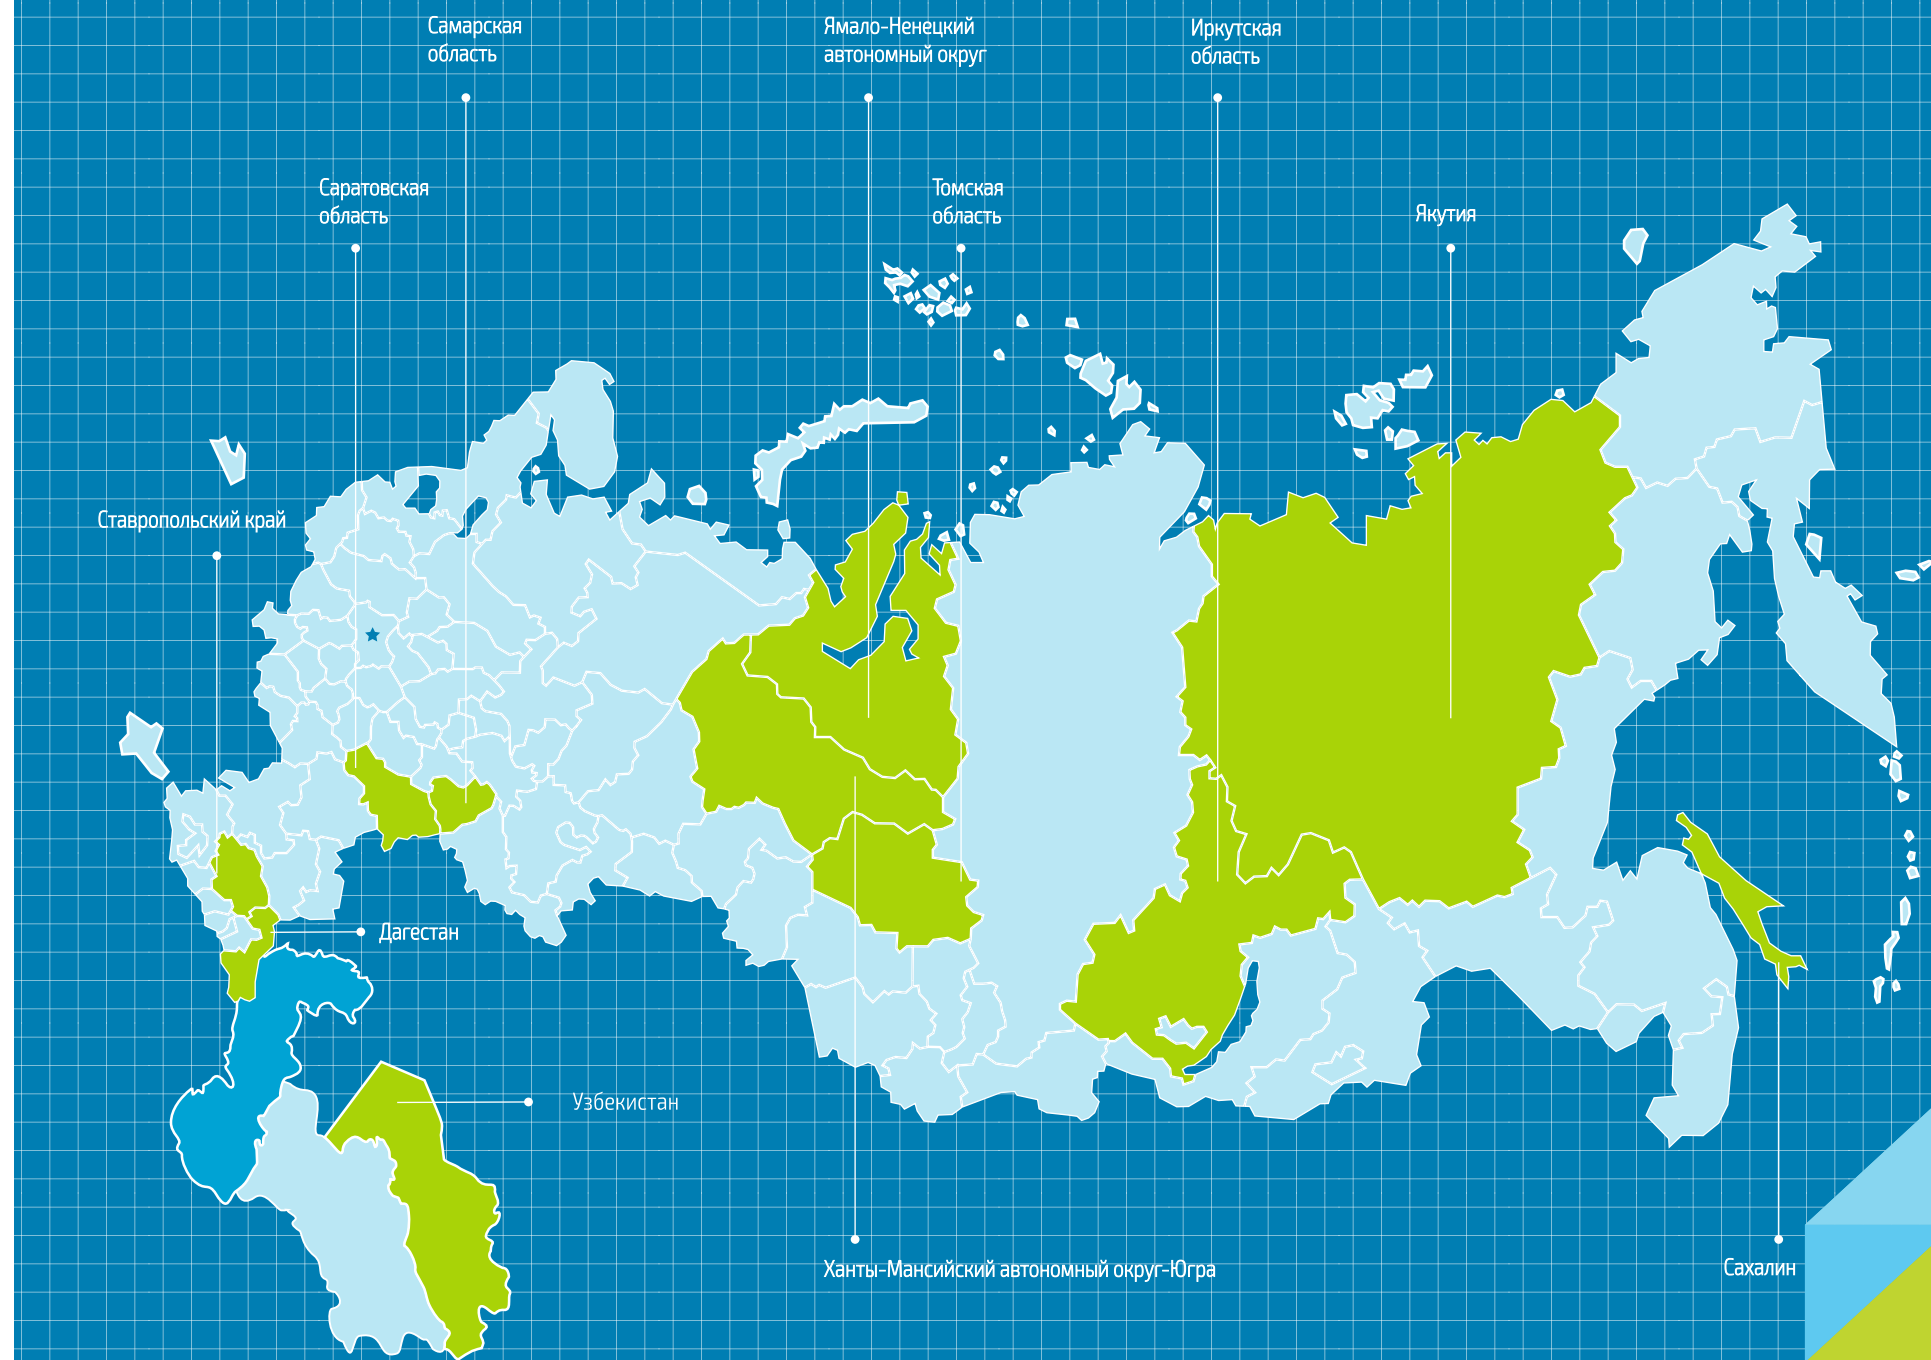 Самарская
область
Ямало-Ненецкий
автономный округ
Иркутская
область
Саратовская
область
Томская
область
Якутия
Ставропольский край
Дагестан
Узбекистан
Ханты-Мансийский автономный округ-Югра
Сахалин